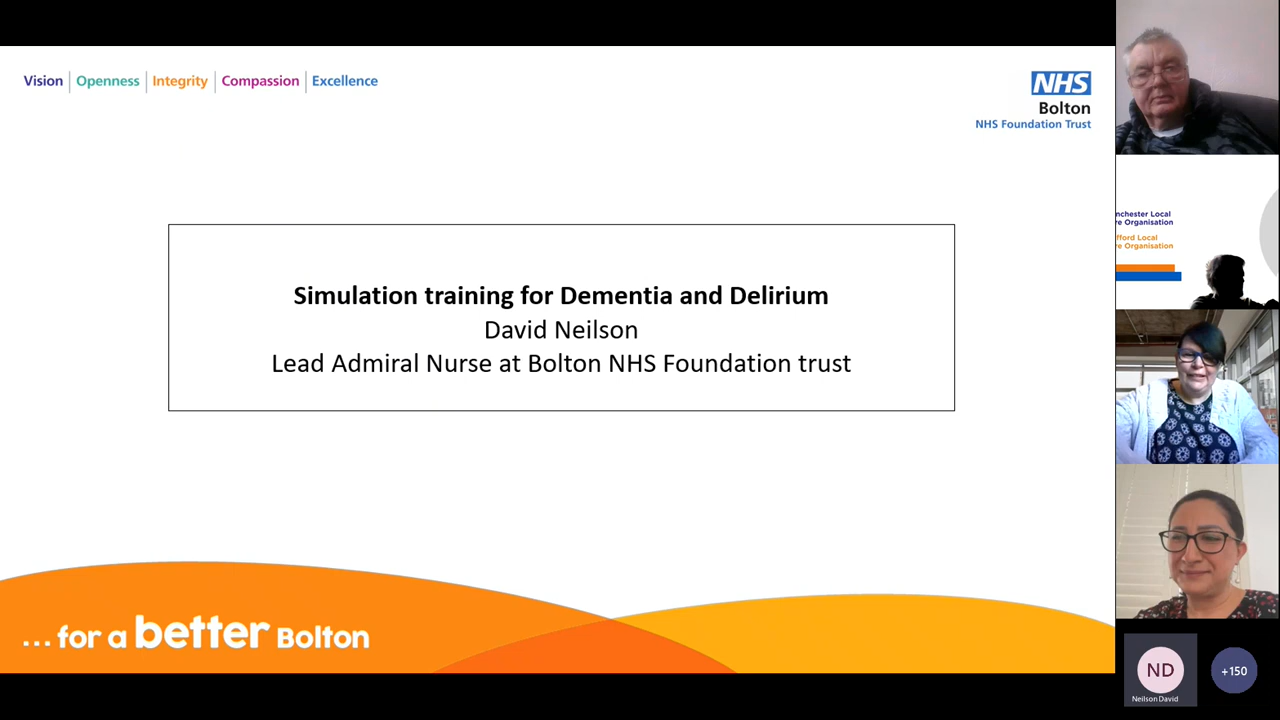 Vision Openness Integrity Compassion Excellence
NHS
Bolton
NHS Foundation Trust
Simulation training for Dementia and Delirium
David Neilson
Lead Admiral Nurse at Bolton NHS Foundation trust
...for a better Bolton
nchester Local
re Organisation
fford Local
re Organisation
ND
Neilson David
+150